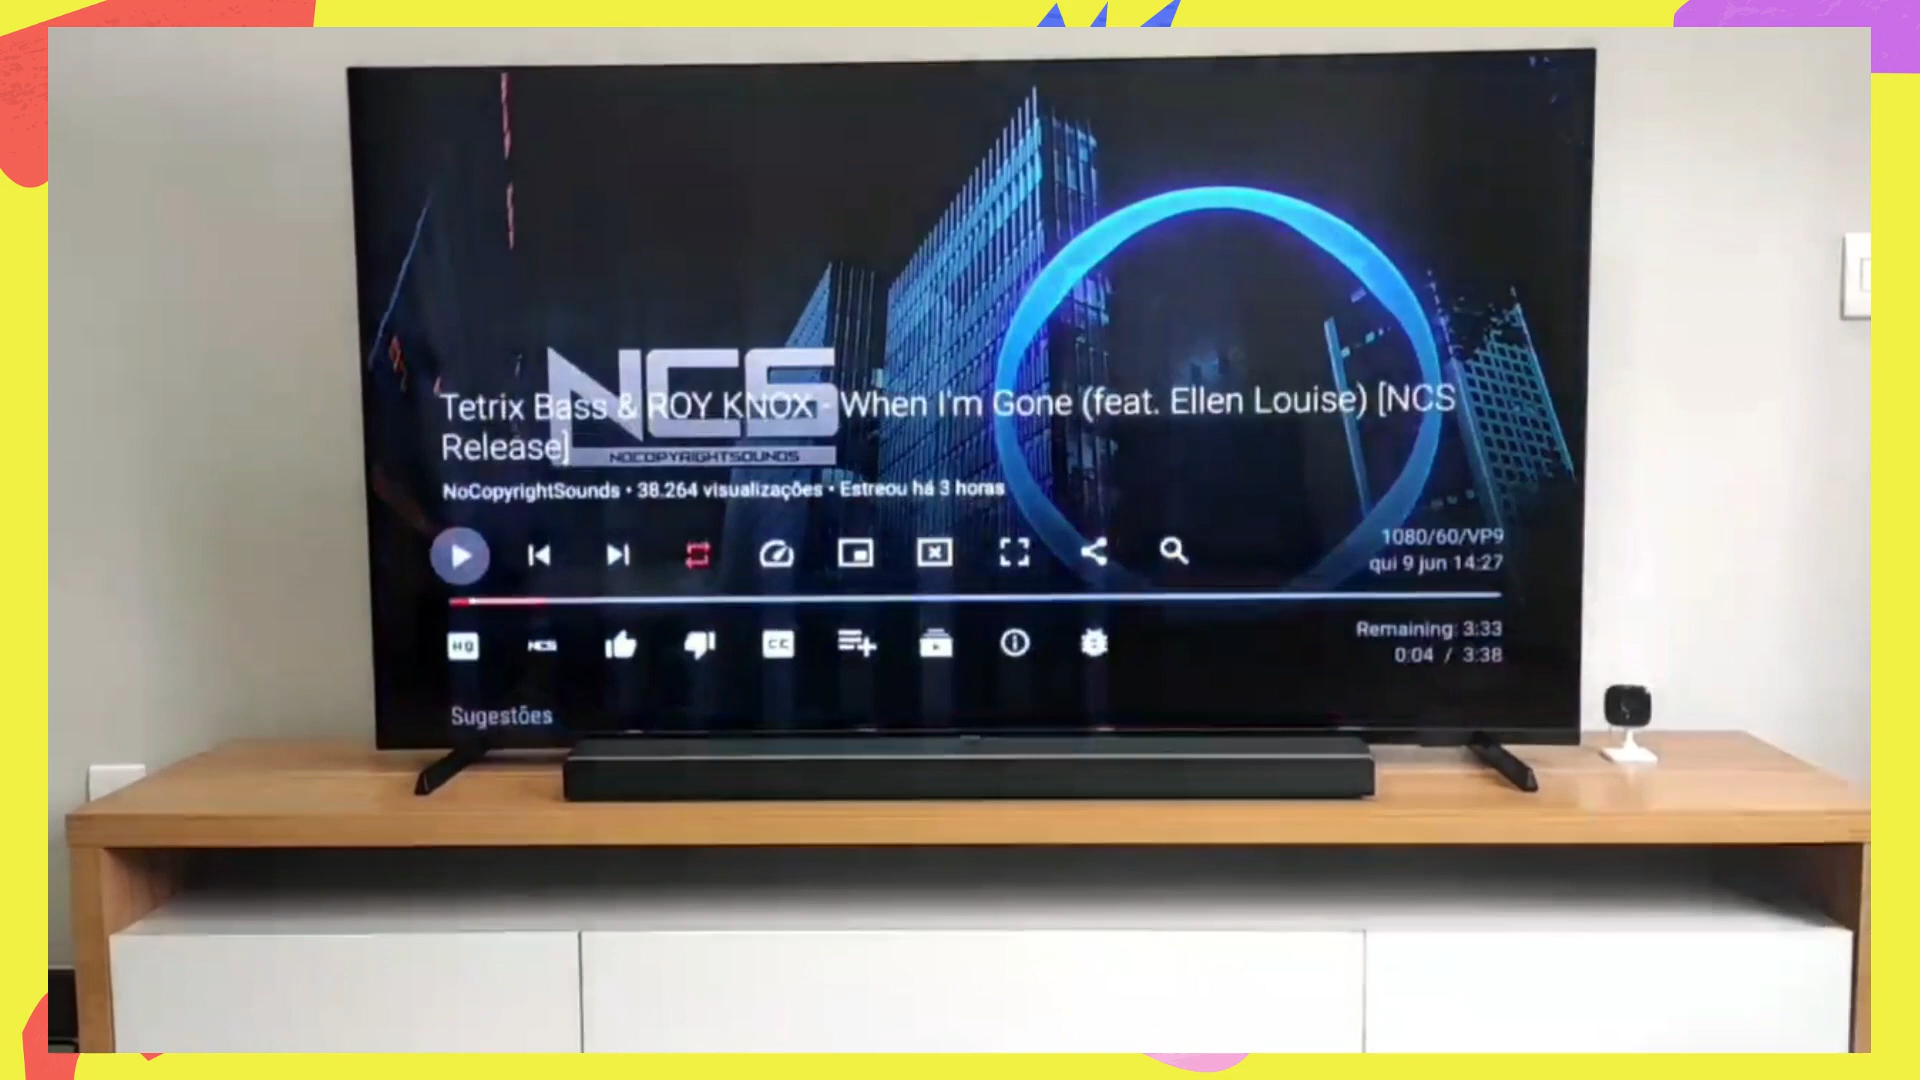 NCS
NOCOPYRIGHTSOUNDS
Tetrix Bass & ROY KNOX - When I'm Gone (feat. Ellen Louise) [NCS
Release]
NoCopyrightSounds • 38.264 visualizações • Estreou há 3 horas
1080/60/VP9
qui 9 jun 14:27
HQ
NCS
CC
Remaining: 3:33
0:04 / 3:38
Sugestões